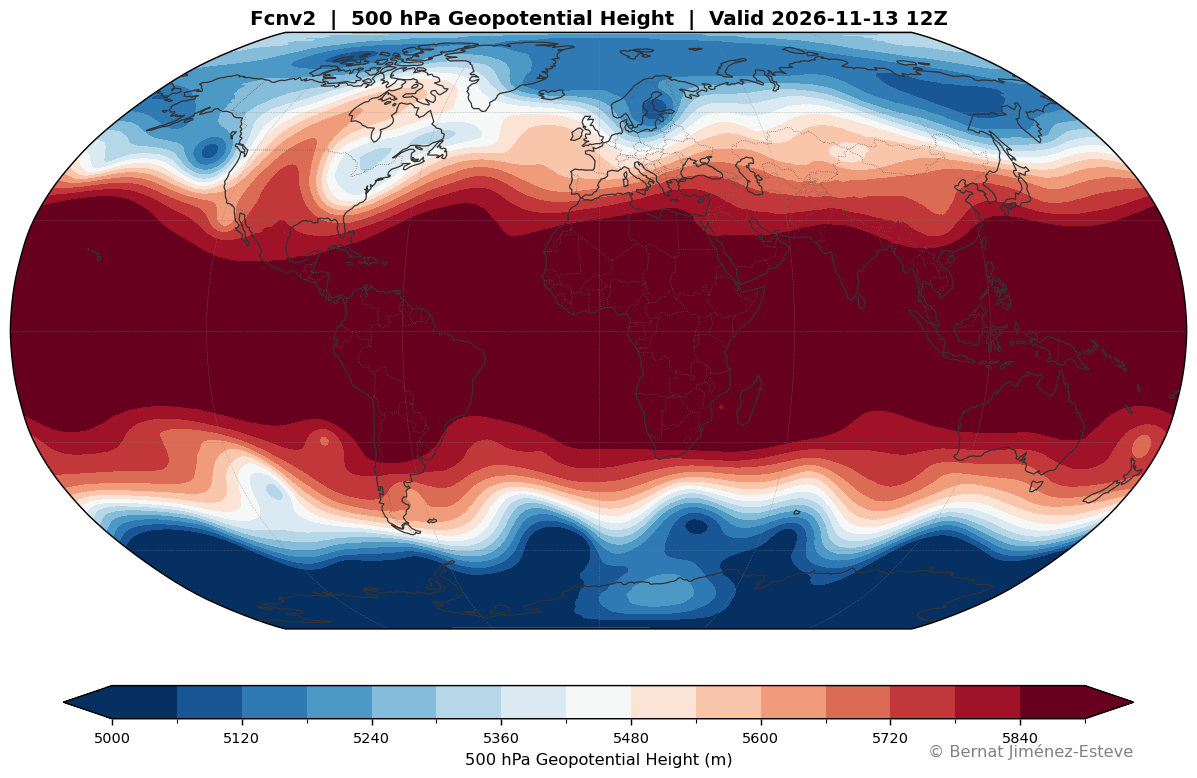 Fcnv2 | 500 hPa Geopotential Height | Valid 2026-11-13 12Z
5000 5120 5240 5360 5480 5600 5720 5840
500 hPa Geopotential Height (m)
© Bernat Jiménez-Esteve